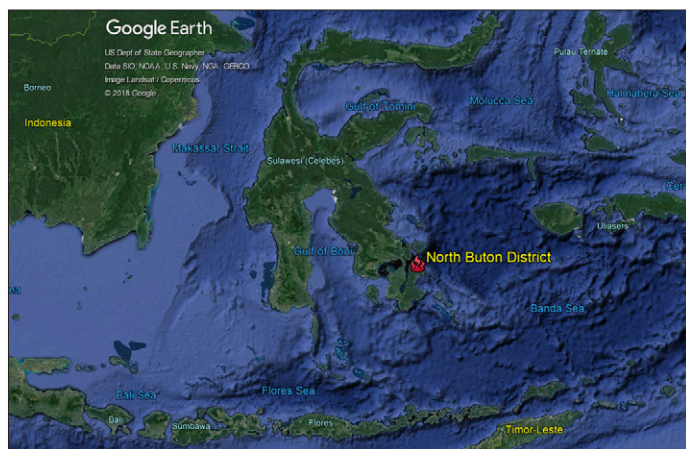 Google Earth
US Dept of State Geographer
Data SIO, NOAA, U.S. Navy, NGA, GEBCO
Image Landsat / Copernicus
© 2018 Google
Pulau Ternate
Borneo
Gulf of Tomini
Molucca Sea
Halmahera Sea
Indonesia
Makassar Strait
Sulawesi (Celebes)
Uliasers
Gulf of Boni
North Buton District
Banda Sea
Bali Sea
Flores Sea
Bali
Sumbawa
Flores
Timor-Leste